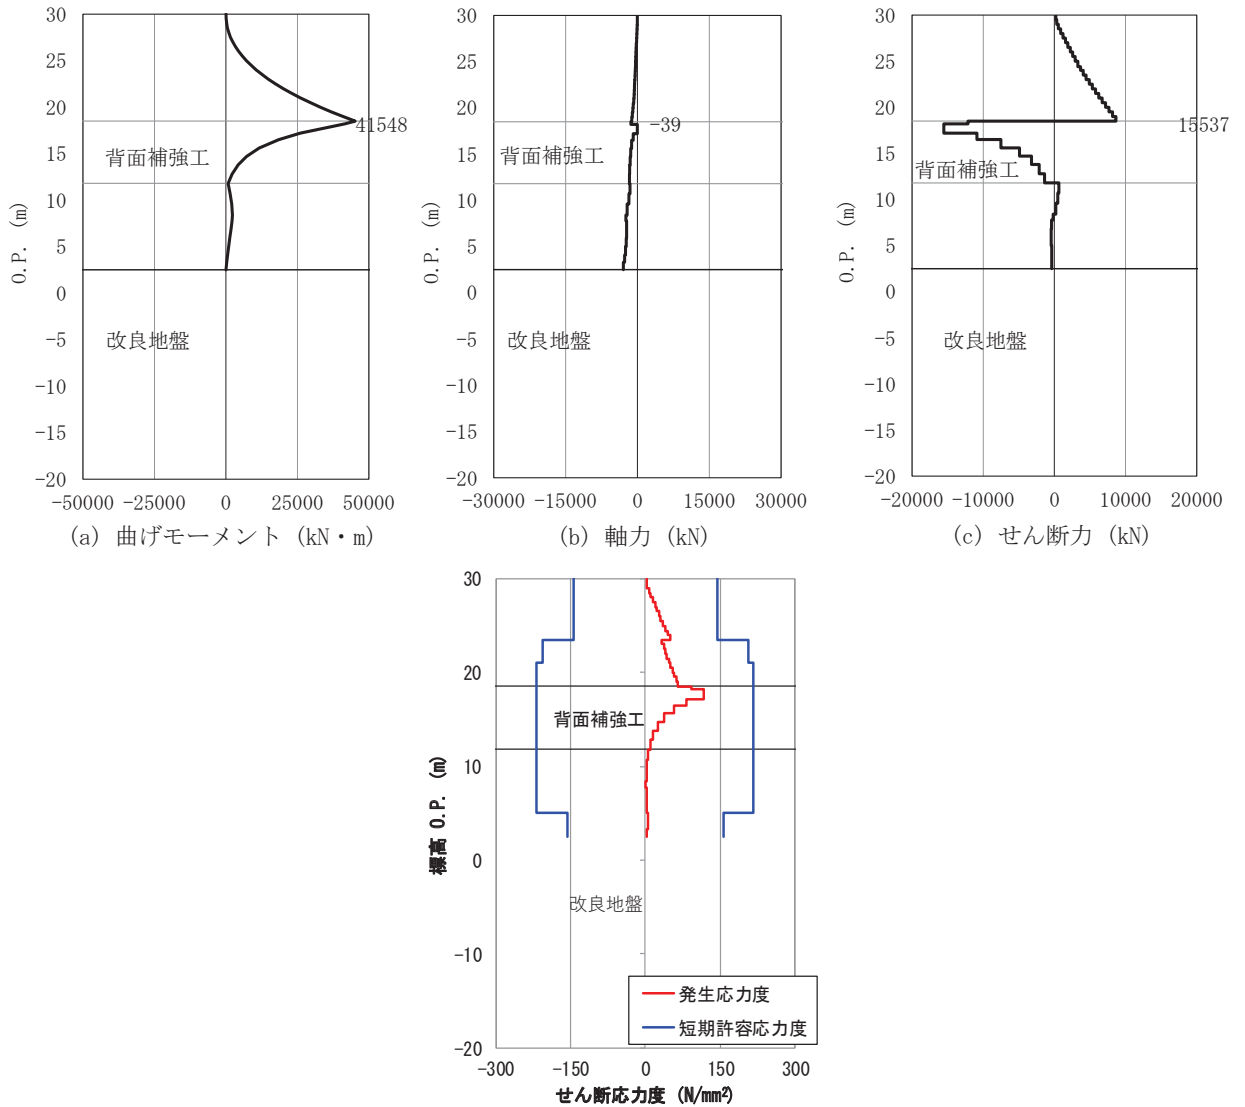 30
25
20
15
10
5
0
-5
-10
-15
-20
O.P. (m)
41548
背面補強工
改良地盤
-50000 -25000 0 25000 50000
(a) 曲げモーメント (kN・m)
30
25
20
15
10
5
0
-5
-10
-15
-20
O.P. (m)
-39
背面補強工
改良地盤
-30000 -15000 0 15000 30000
(b) 軸力 (kN)
30
25
20
15
10
5
0
-5
-10
-15
-20
O.P. (m)
15537
背面補強工
改良地盤
-20000 -10000 0 10000 20000
(c) せん断力 (kN)
30
20
10
0
-10
-20
標高 O.P. (m)
背面補強工
改良地盤
発生応力度
短期許容応力度
-300 -150 0 150 300
せん断応力度 (N/mm²)